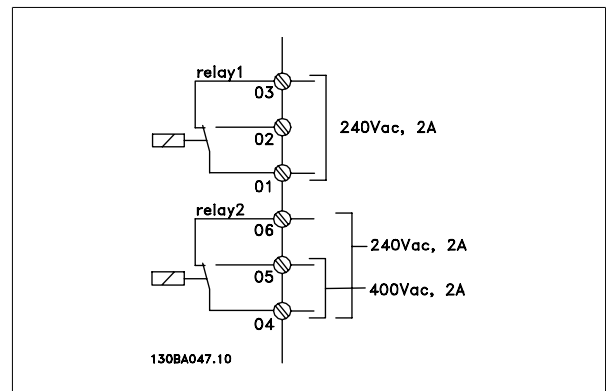 relay1
03
02
240Vac, 2A
01
relay2
06
240Vac, 2A
05
400Vac, 2A
04
130BA047.10